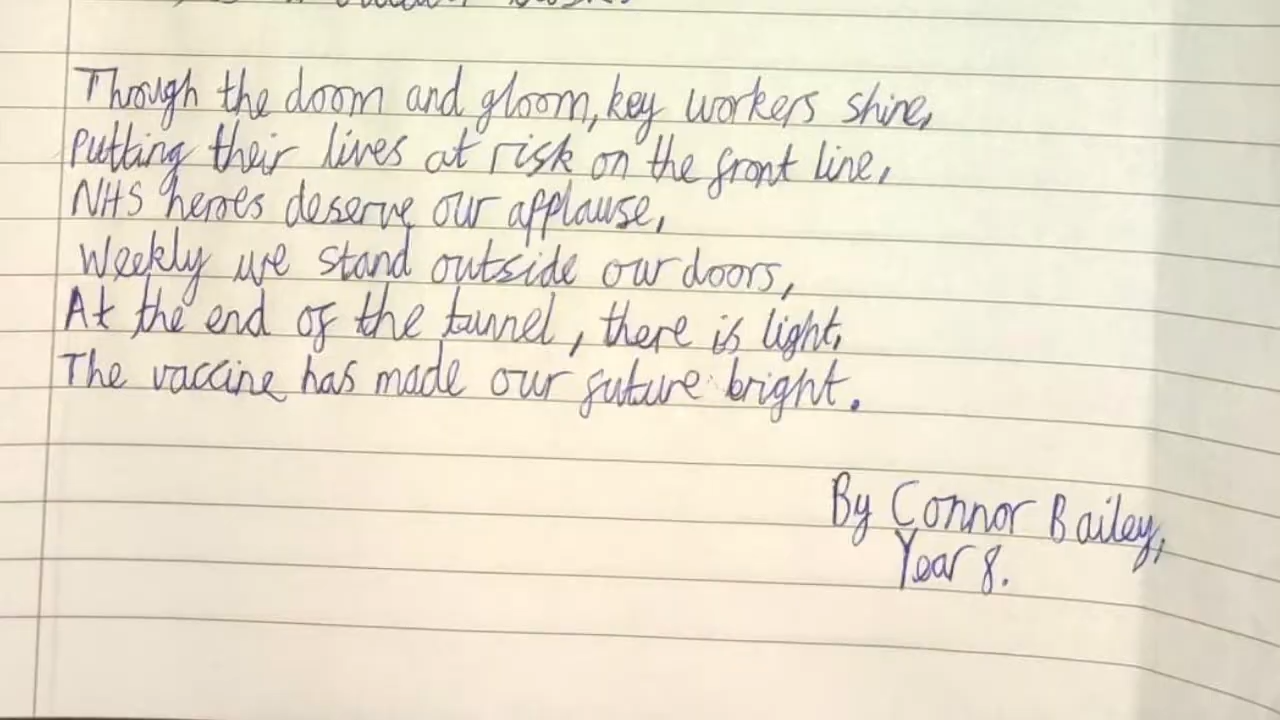 Though the doom and gloom, key workers shine,
Putting their lives at risk on the front line,
NHS heroes deserve our applause,
Weekly we stand outside our doors,
At the end of the tunnel, there is light,
The vaccine has made our future bright.
By Connor Bailey,
Year 8.